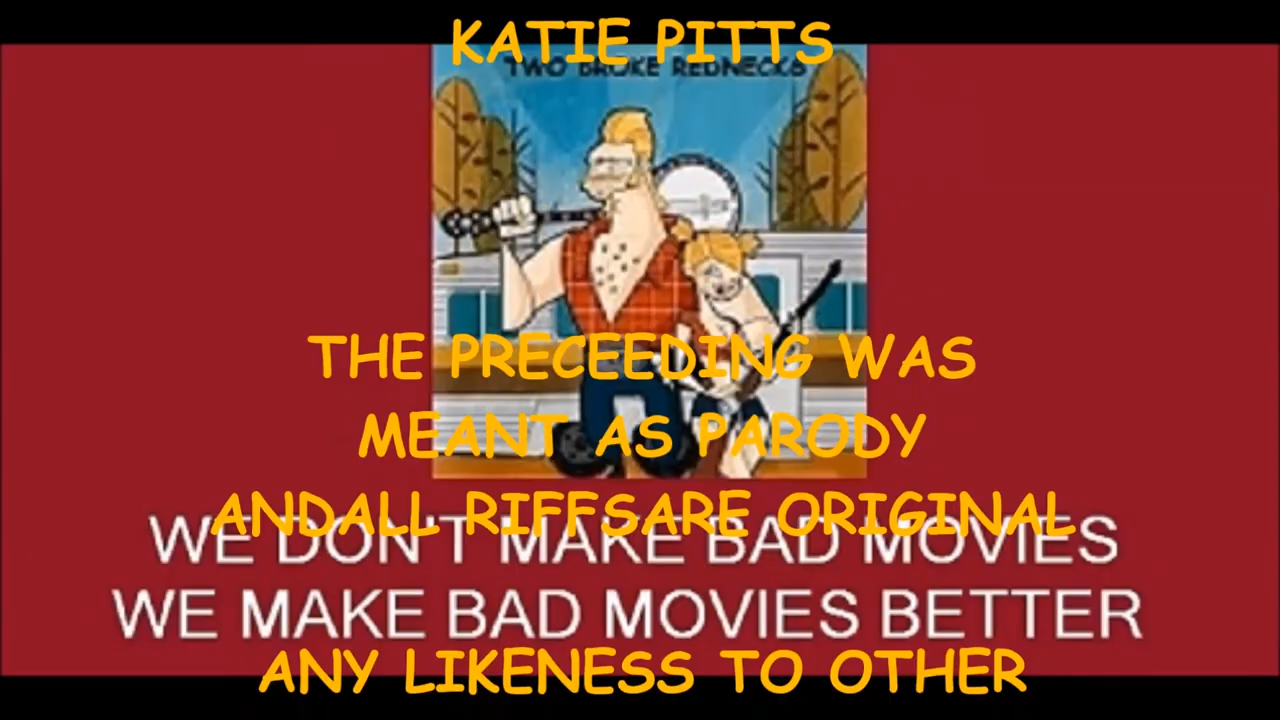 KATIE PITTS
TWO BROKE REDNECKS
THE PRECEEDING WAS
MEANT AS PARODY
ANDALL RIFFSARE ORIGINAL
WE DON'T MAKE BAD MOVIES
WE MAKE BAD MOVIES BETTER
ANY LIKENESS TO OTHER